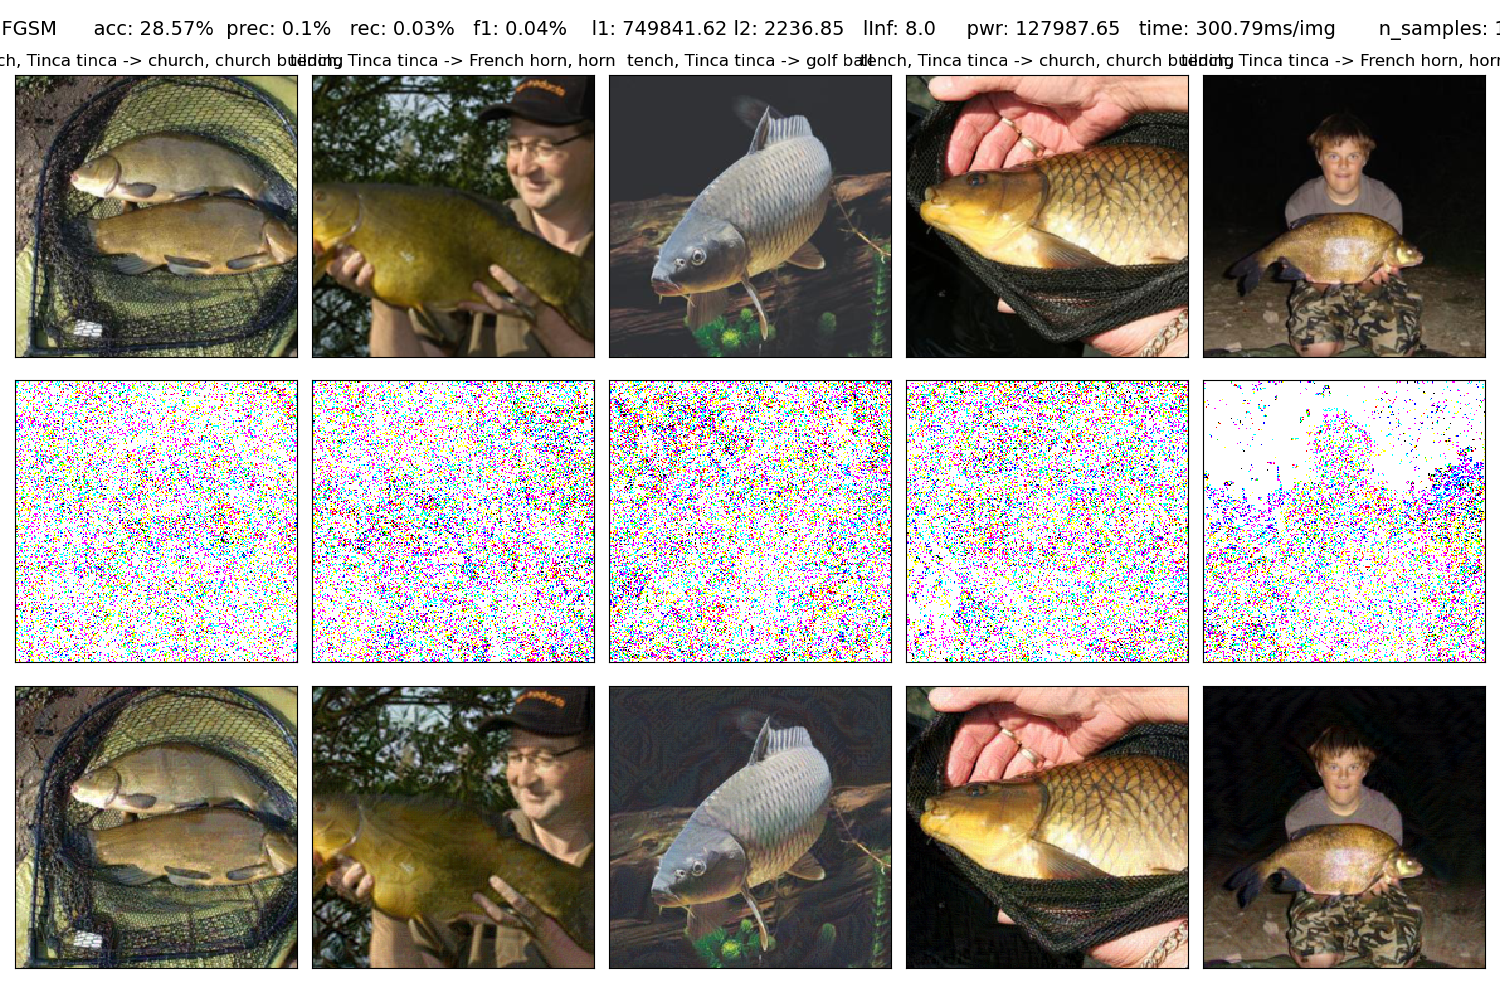 FGSM acc: 28.57% prec: 0.1% rec: 0.03% f1: 0.04% l1: 749841.62 l2: 2236.85 lInf: 8.0 pwr: 127987.65 time: 300.79ms/img n_samples: 1
Tinca tinca -> church, church Tinca tinca -> French horn, horn tench, Tinca tinca -> golf ball tench, Tinca tinca -> church, church Tinca tinca -> French horn, horn